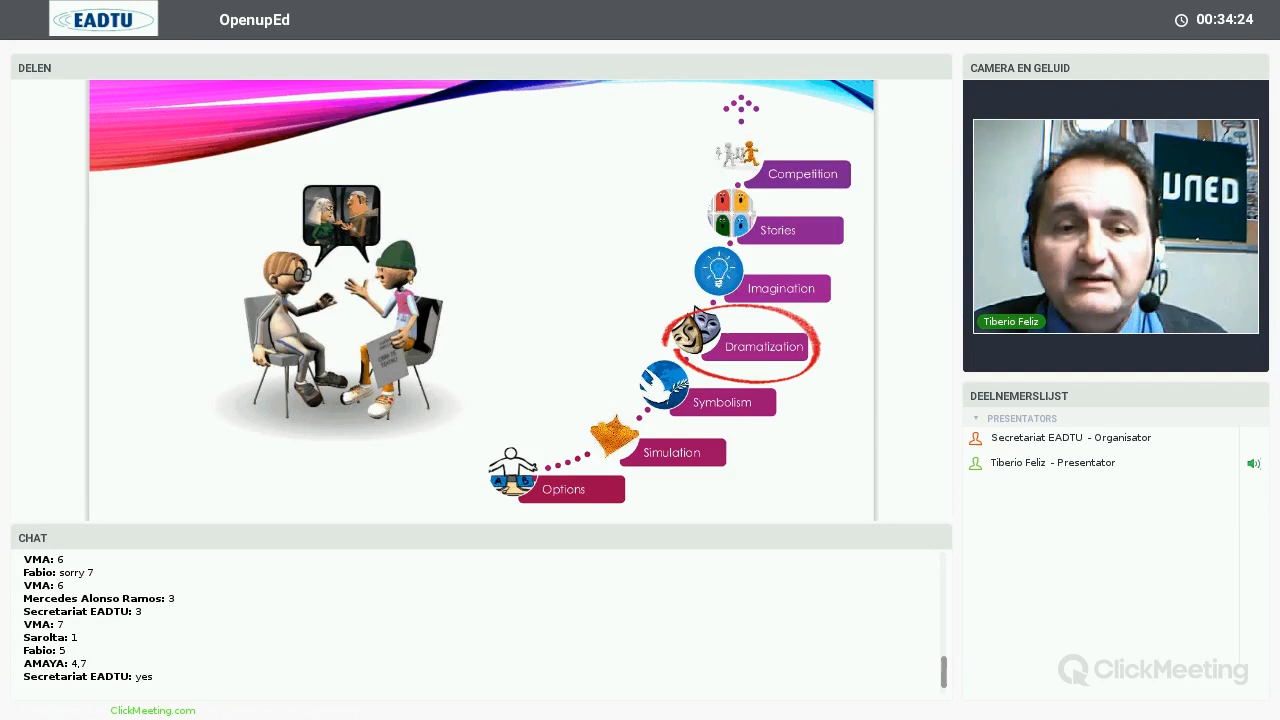 EADTU
OpenupEd
00:34:24
DELEN
Competition
Stories
Imagination
Dramatization
Symbolism
Simulation
Options
A B
CAMERA EN GELUID
UNED
Tiberio Feliz
DEELNEMERSLIJST
PRESENTATORS
Secretariat EADTU - Organisator
Tiberio Feliz - Presentator
CHAT
VMA: 6
Fabio: sorry 7
VMA: 6
Mercedes Alonso Ramos: 3
Secretariat EADTU: 3
VMA: 7
Sarolta: 1
Fabio: 5
AMAYA: 4,7
Secretariat EADTU: yes
ClickMeeting
ClickMeeting.com